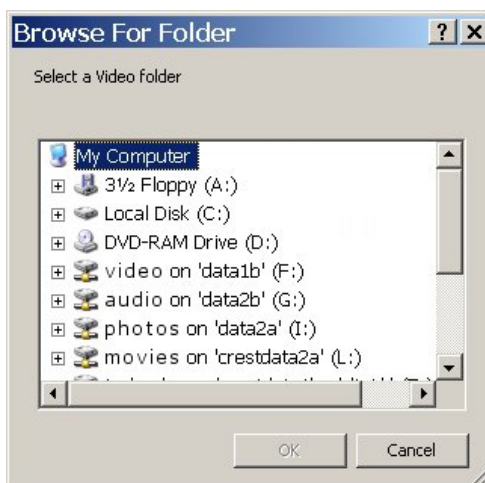 Browse For Folder
Select a Video folder
My Computer
3½ Floppy (A:)
Local Disk (C:)
DVD-RAM Drive (D:)
video on 'data1b' (F:)
audio on 'data2b' (G:)
photos on 'data2a' (I:)
movies on 'crestdata2a' (L:)
OK
Cancel